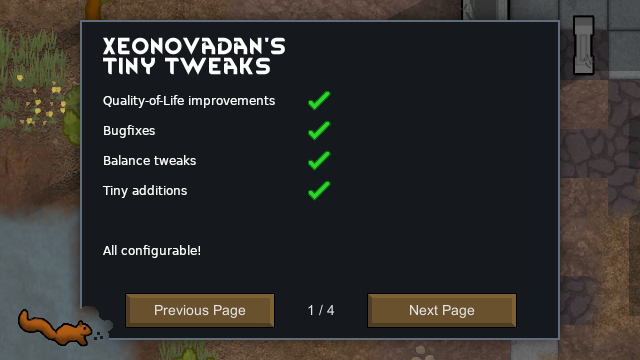 XEONOVADAN'S
TINY TWEAKS
Quality-of-Life improvements
Bugfixes
Balance tweaks
Tiny additions
All configurable!
Previous Page
1 / 4
Next Page